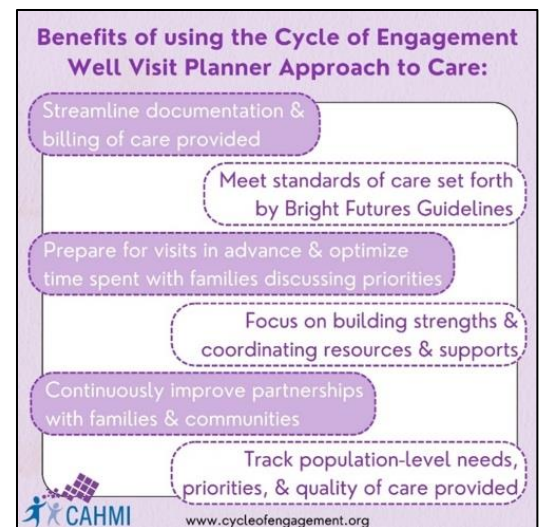 Benefits of using the Cycle of Engagement
Well Visit Planner Approach to Care:
Streamline documentation &
billing of care provided
Meet standards of care set forth
by Bright Futures Guidelines
Prepare for visits in advance & optimize
time spent with families discussing priorities
Focus on building strengths &
coordinating resources & supports
Continuously improve partnerships
with families & communities
Track population-level needs,
priorities, & quality of care provided
CAHMI
www.cycleofengagement.org